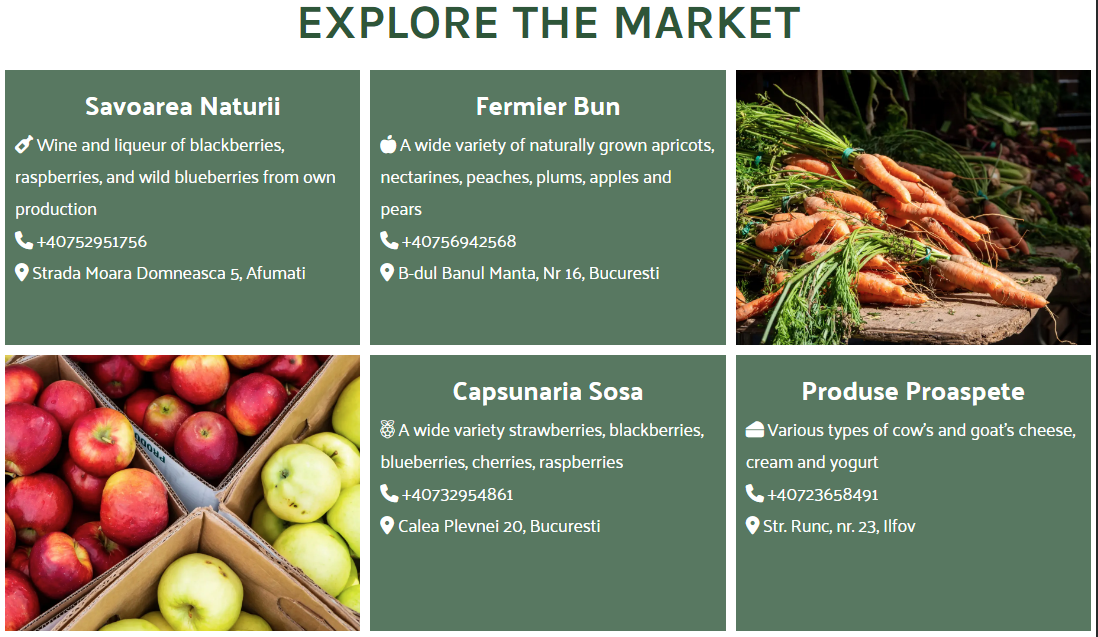 EXPLORE THE MARKET
Savoarea Naturii
Wine and liqueur of blackberries,
raspberries, and wild blueberries from own
production
+40752951756
Strada Moara Domneasca 5, Afumati
Fermier Bun
A wide variety of naturally grown apricots,
nectarines, peaches, plums, apples and
pears
+40756942568
B-dul Banul Manta, Nr 16, Bucuresti
Capsunaria Sosa
A wide variety strawberries, blackberries,
blueberries, cherries, raspberries
+40732954861
Calea Plevnei 20, Bucuresti
Produse Proaspete
Various types of cow's and goat's cheese,
cream and yogurt
+40723658491
Str. Runc, nr. 23, Ilfov